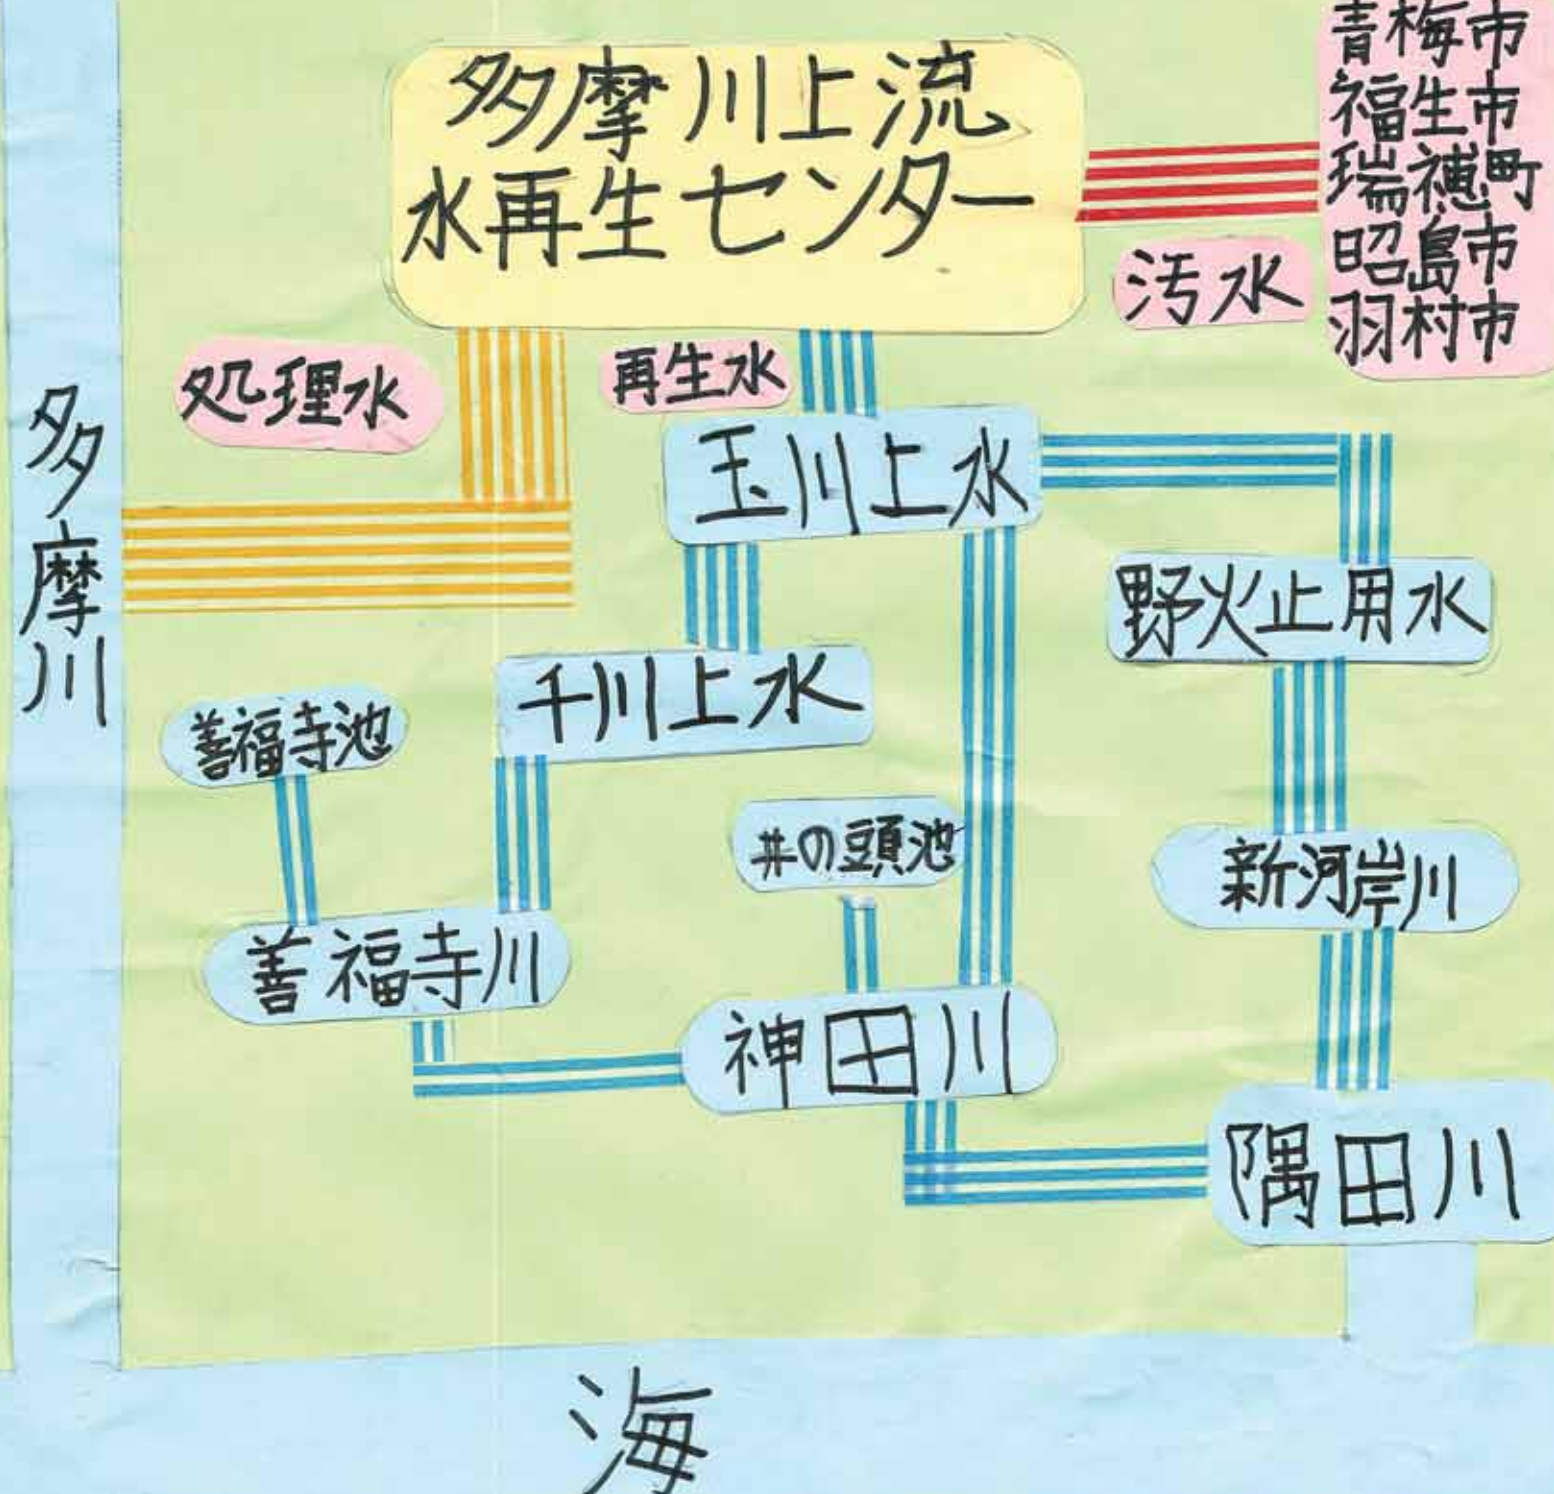 多摩川上流
水再生センター
青梅市
福生市
瑞穂町
昭島市
羽村市
汚水
処理水
再生水
玉川上水
多摩川
野火止用水
千川上水
善福寺池
井の頭池
新河岸川
善福寺川
神田川
隅田川
海